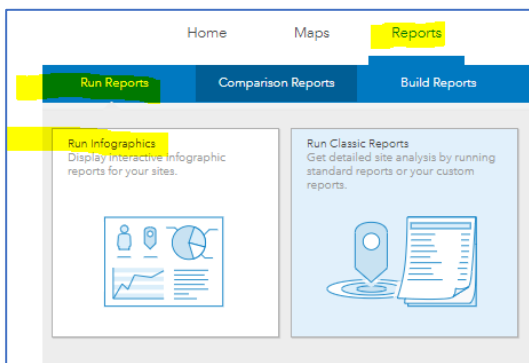 Home Maps Reports
Run Reports Comparison Reports Build Reports
Run Infographics
Display Interactive Infographic
reports for your sites.
Run Classic Reports
Get detailed site analysis by running
standard reports or your custom
reports.